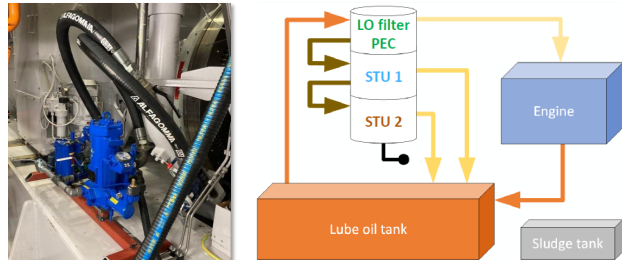 ALFAGOMMA
ALFAGOMMA
LO filter
PEC
STU 1
STU 2
Engine
Lube oil tank
Sludge tank